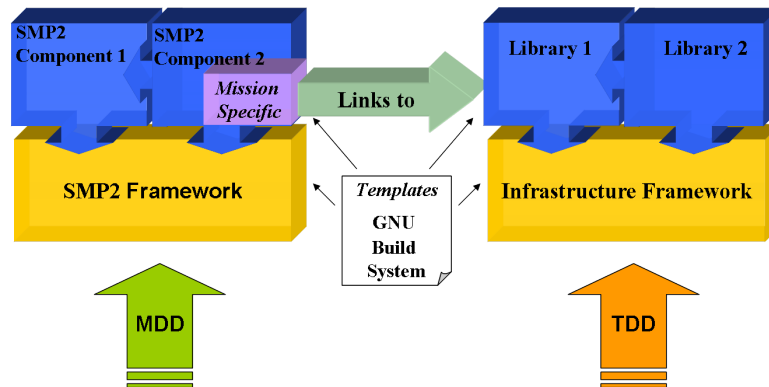 SMP2
Component 1
SMP2
Component 2
Mission
Specific
Links to
Library 1
Library 2
SMP2 Framework
Templates
GNU
Build
System
Infrastructure Framework
MDD
TDD